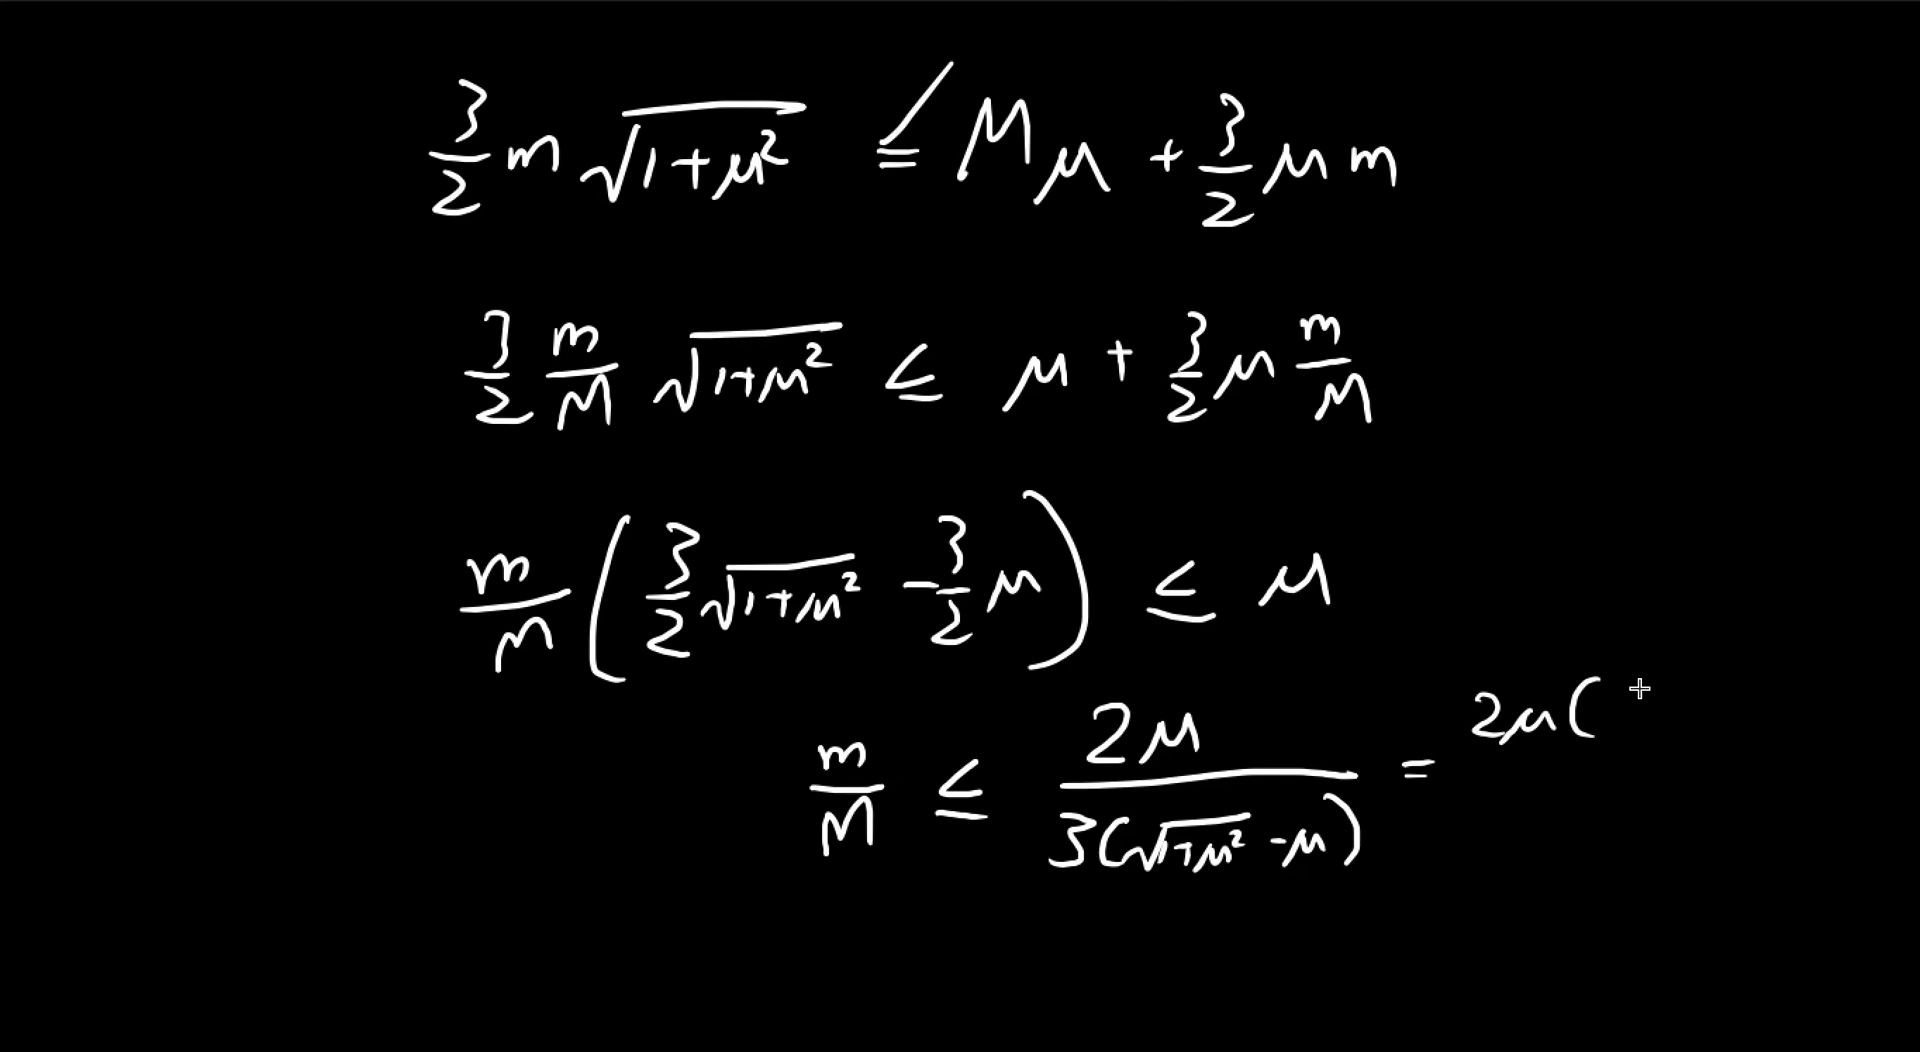 3/2 m √(1+μ²) ≤ Mμ + 3/2 μ m
3/2 m/M √(1+μ²) ≤ μ + 3/2 μ m/M
m/M (3/2 √(1+μ²) - 3/2 μ) ≤ μ
m/M ≤ 2μ / 3(√(1+μ²) - μ) = 2μ(